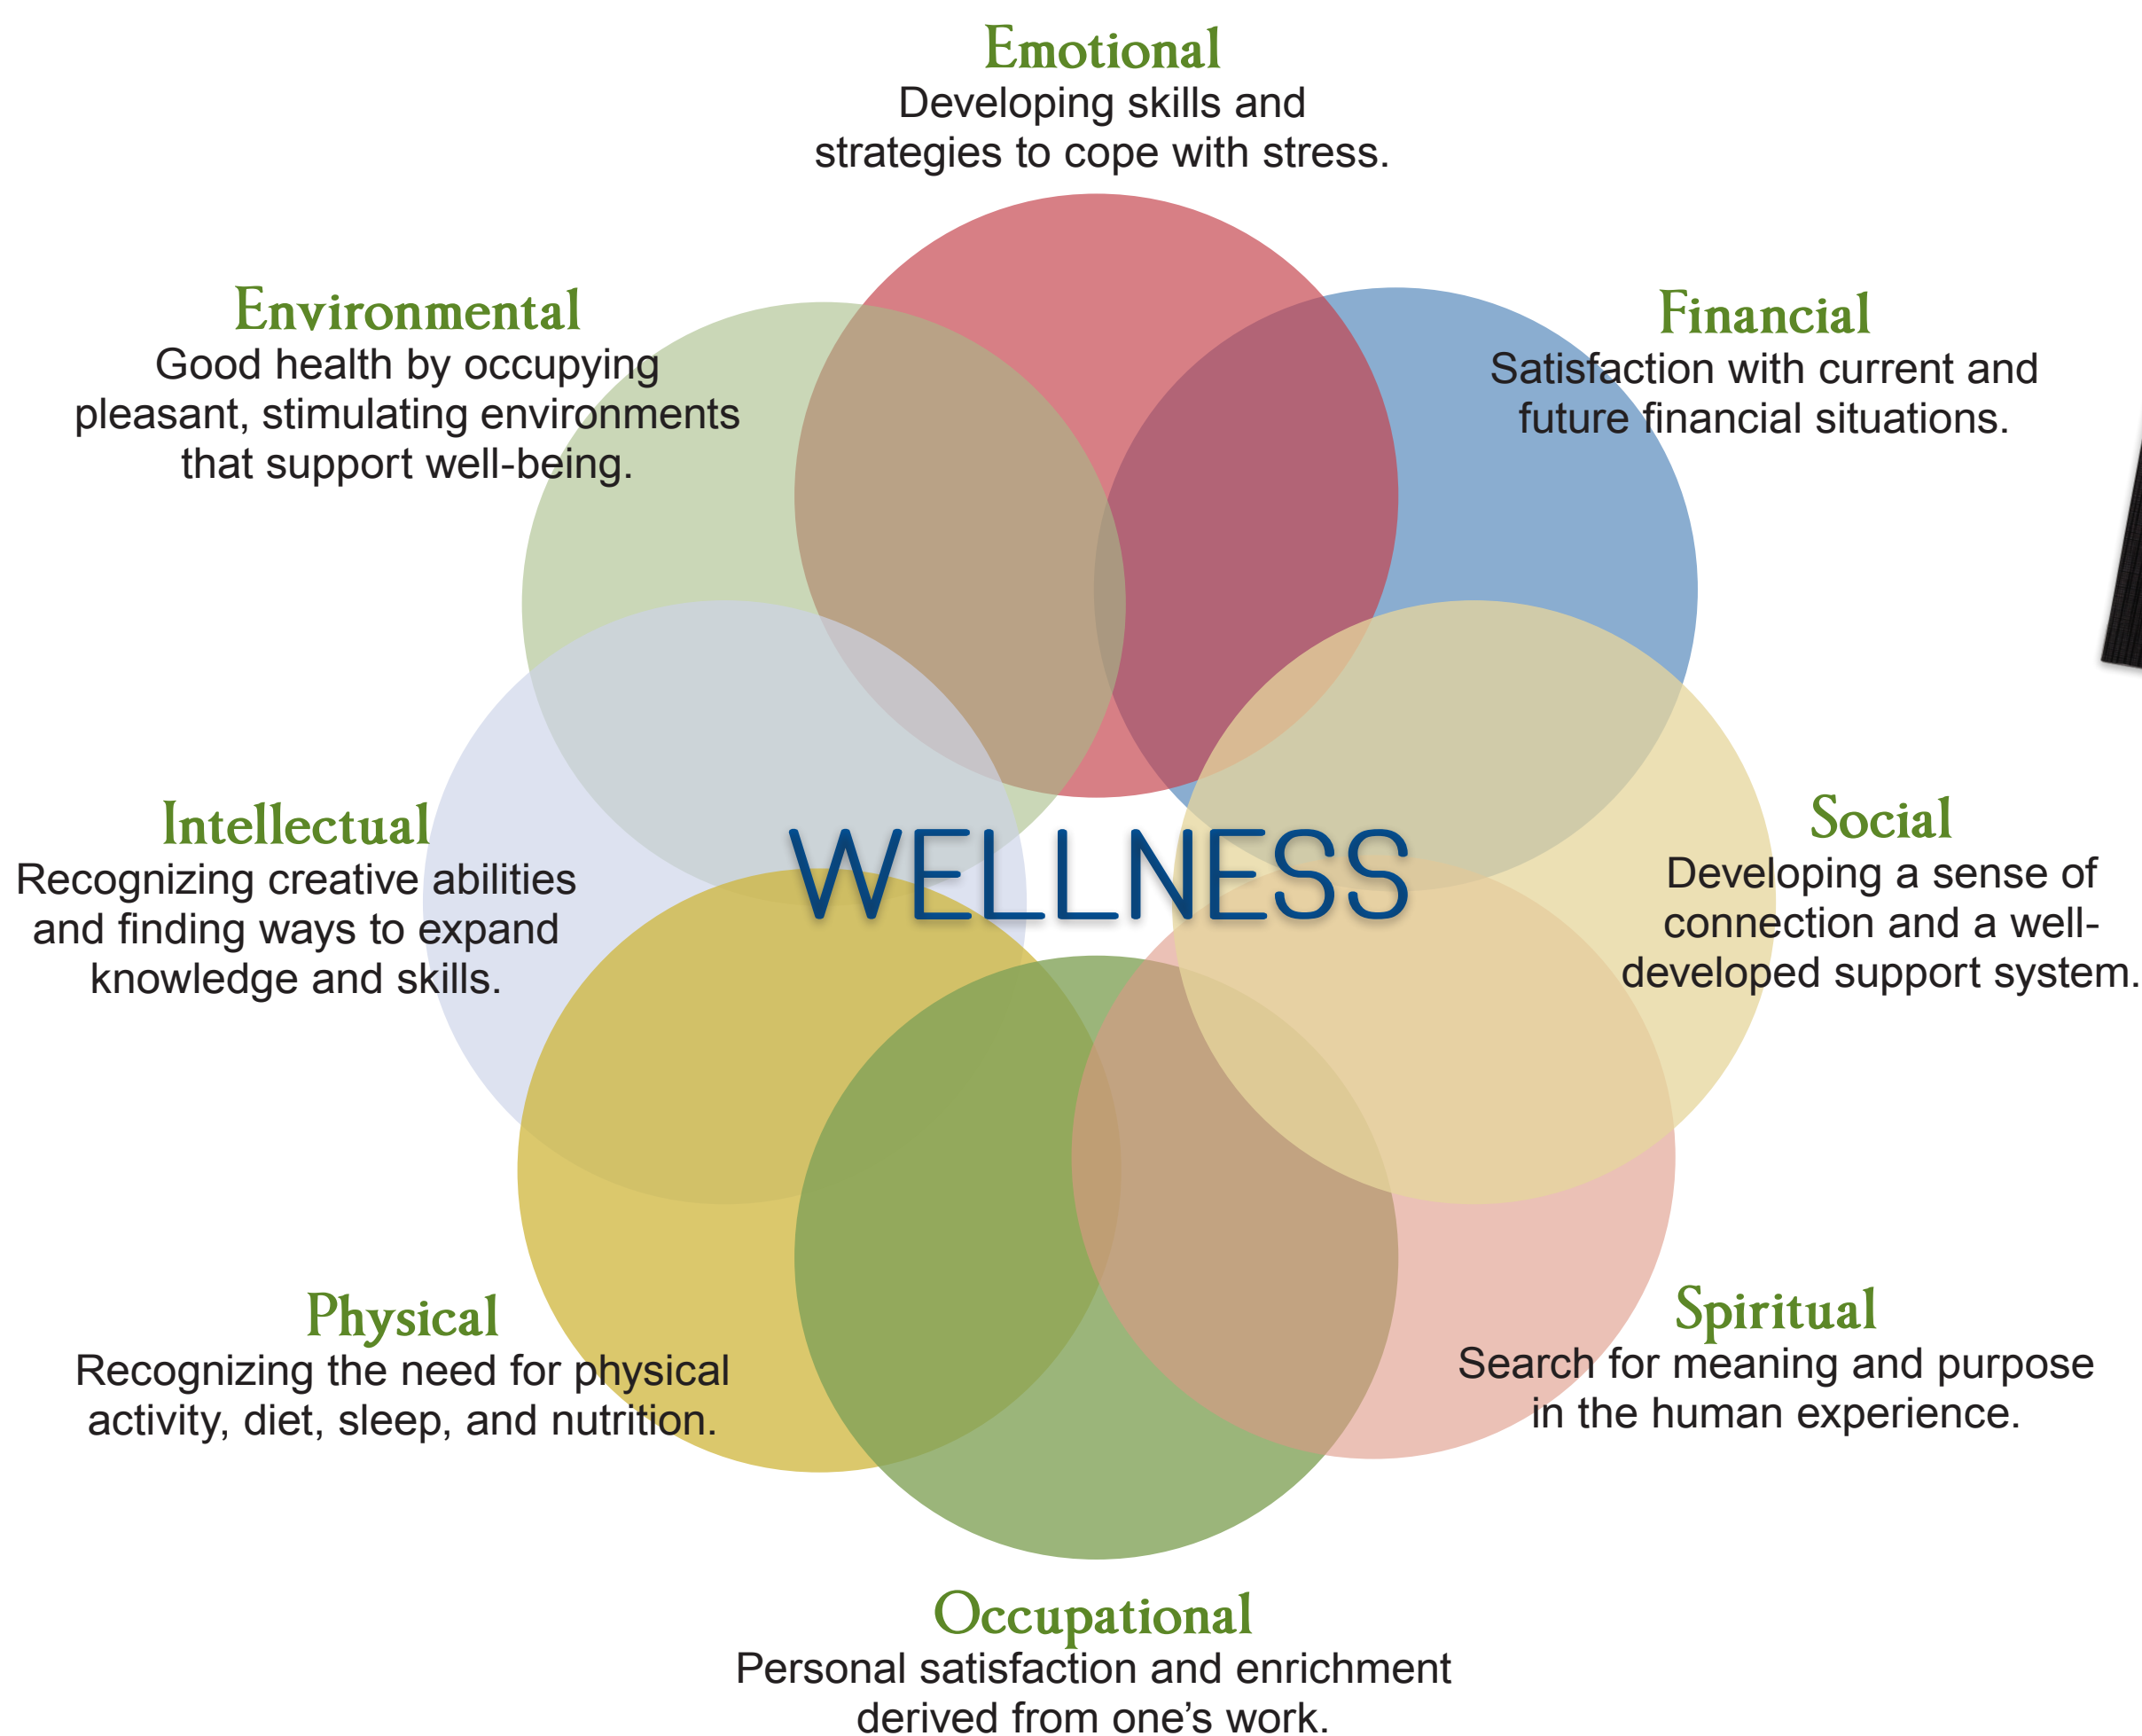 Emotional
Developing skills and
strategies to cope with stress.
Environmental
Good health by occupying
pleasant, stimulating environments
that support well-being.
Financial
Satisfaction with current and
future financial situations.
Intellectual
Recognizing creative abilities
and finding ways to expand
knowledge and skills.
WELLNESS
Social
Developing a sense of
connection and a well-
developed support system.
Physical
Recognizing the need for physical
activity, diet, sleep, and nutrition.
Spiritual
Search for meaning and purpose
in the human experience.
Occupational
Personal satisfaction and enrichment
derived from one’s work.